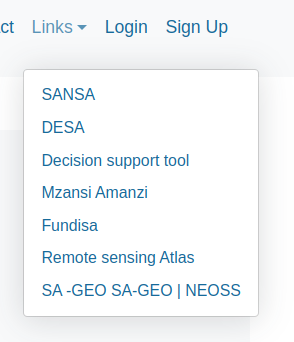 ct Links Login Sign Up
SANSA
DESA
Decision support tool
Mzansi Amanzi
Fundisa
Remote sensing Atlas
SA -GEO SA-GEO | NEOSS